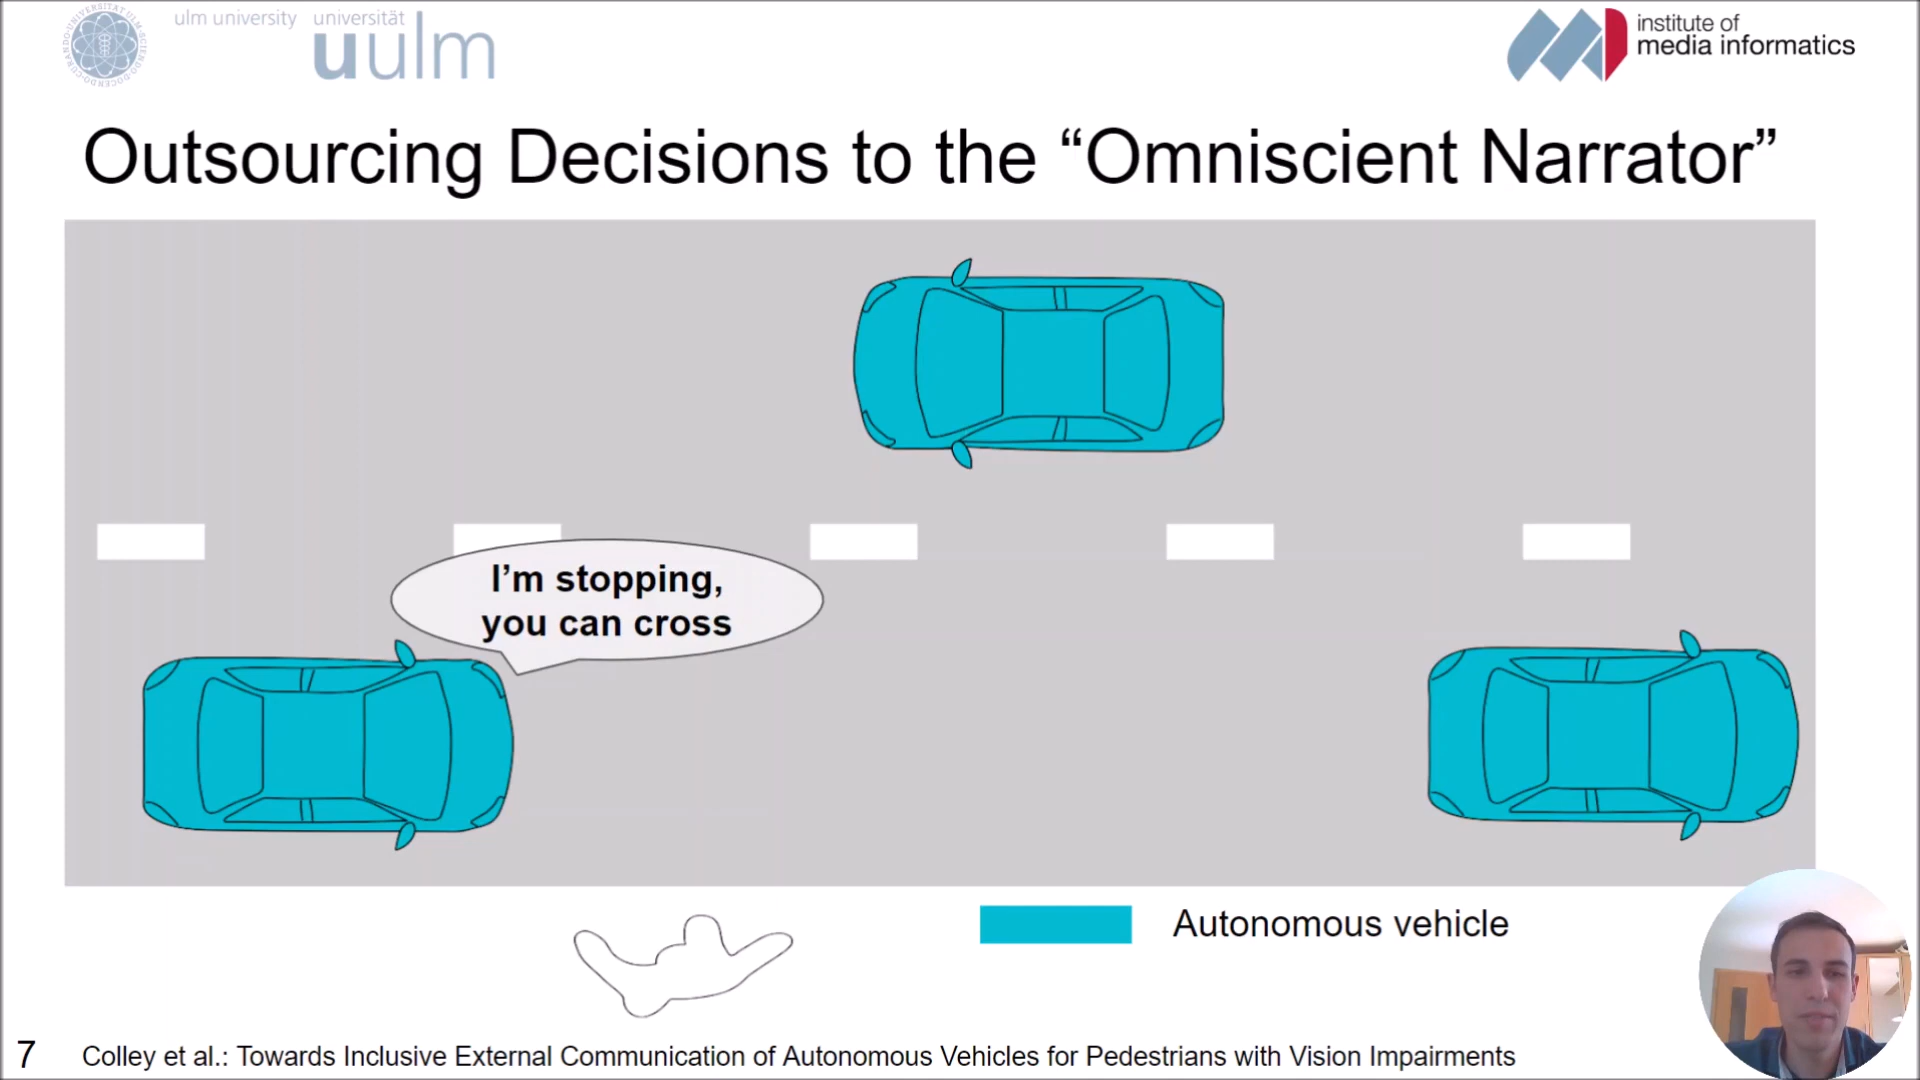 ulm university universität
uulm
institute of
media informatics
Outsourcing Decisions to the “Omniscient Narrator”
I’m stopping,
you can cross
Autonomous vehicle
7 Colley et al.: Towards Inclusive External Communication of Autonomous Vehicles for Pedestrians with Vision Impairments